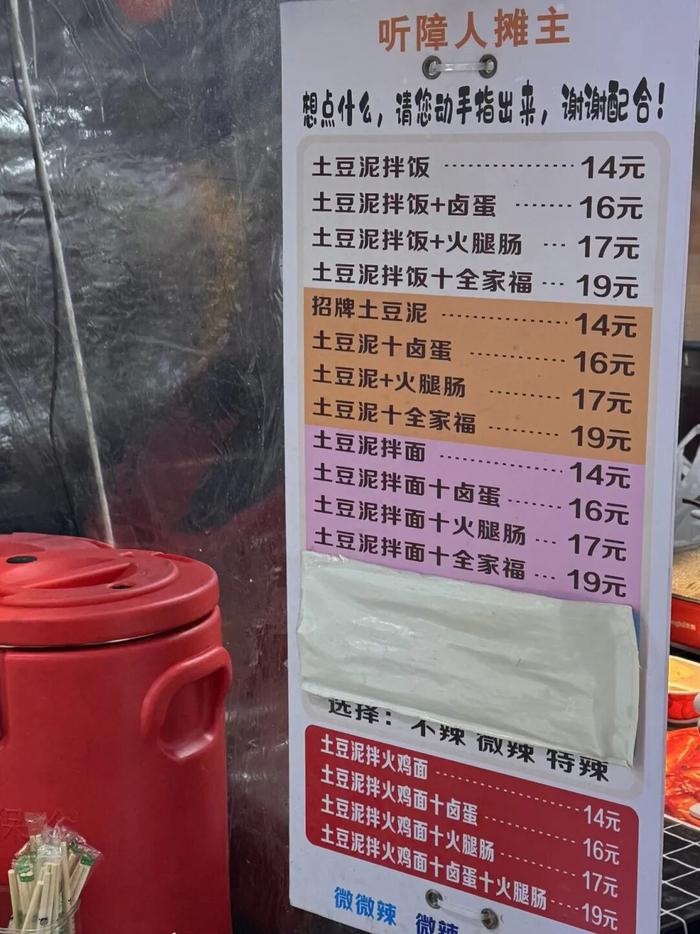 听障人摊主
想点什么，请您动手指出来，谢谢配合！
土豆泥拌饭 ················ 14元
土豆泥拌饭+卤蛋 ······· 16元
土豆泥拌饭+火腿肠 ··· 17元
土豆泥拌饭十全家福 ··· 19元
招牌土豆泥 ················ 14元
土豆泥十卤蛋 ············ 16元
土豆泥+火腿肠 ·········· 17元
土豆泥十全家福 ········· 19元
土豆泥拌面 ················ 14元
土豆泥拌面十卤蛋 ······· 16元
土豆泥拌面十火腿肠 ··· 17元
土豆泥拌面十全家福 ··· 19元
选择：不辣 微辣 特辣
土豆泥拌火鸡面 ················ 14元
土豆泥拌火鸡面十卤蛋 ············ 16元
土豆泥拌火鸡面十火腿肠 ·········· 17元
土豆泥拌火鸡面十卤蛋十火腿肠 ··· 19元
微微辣 微辣